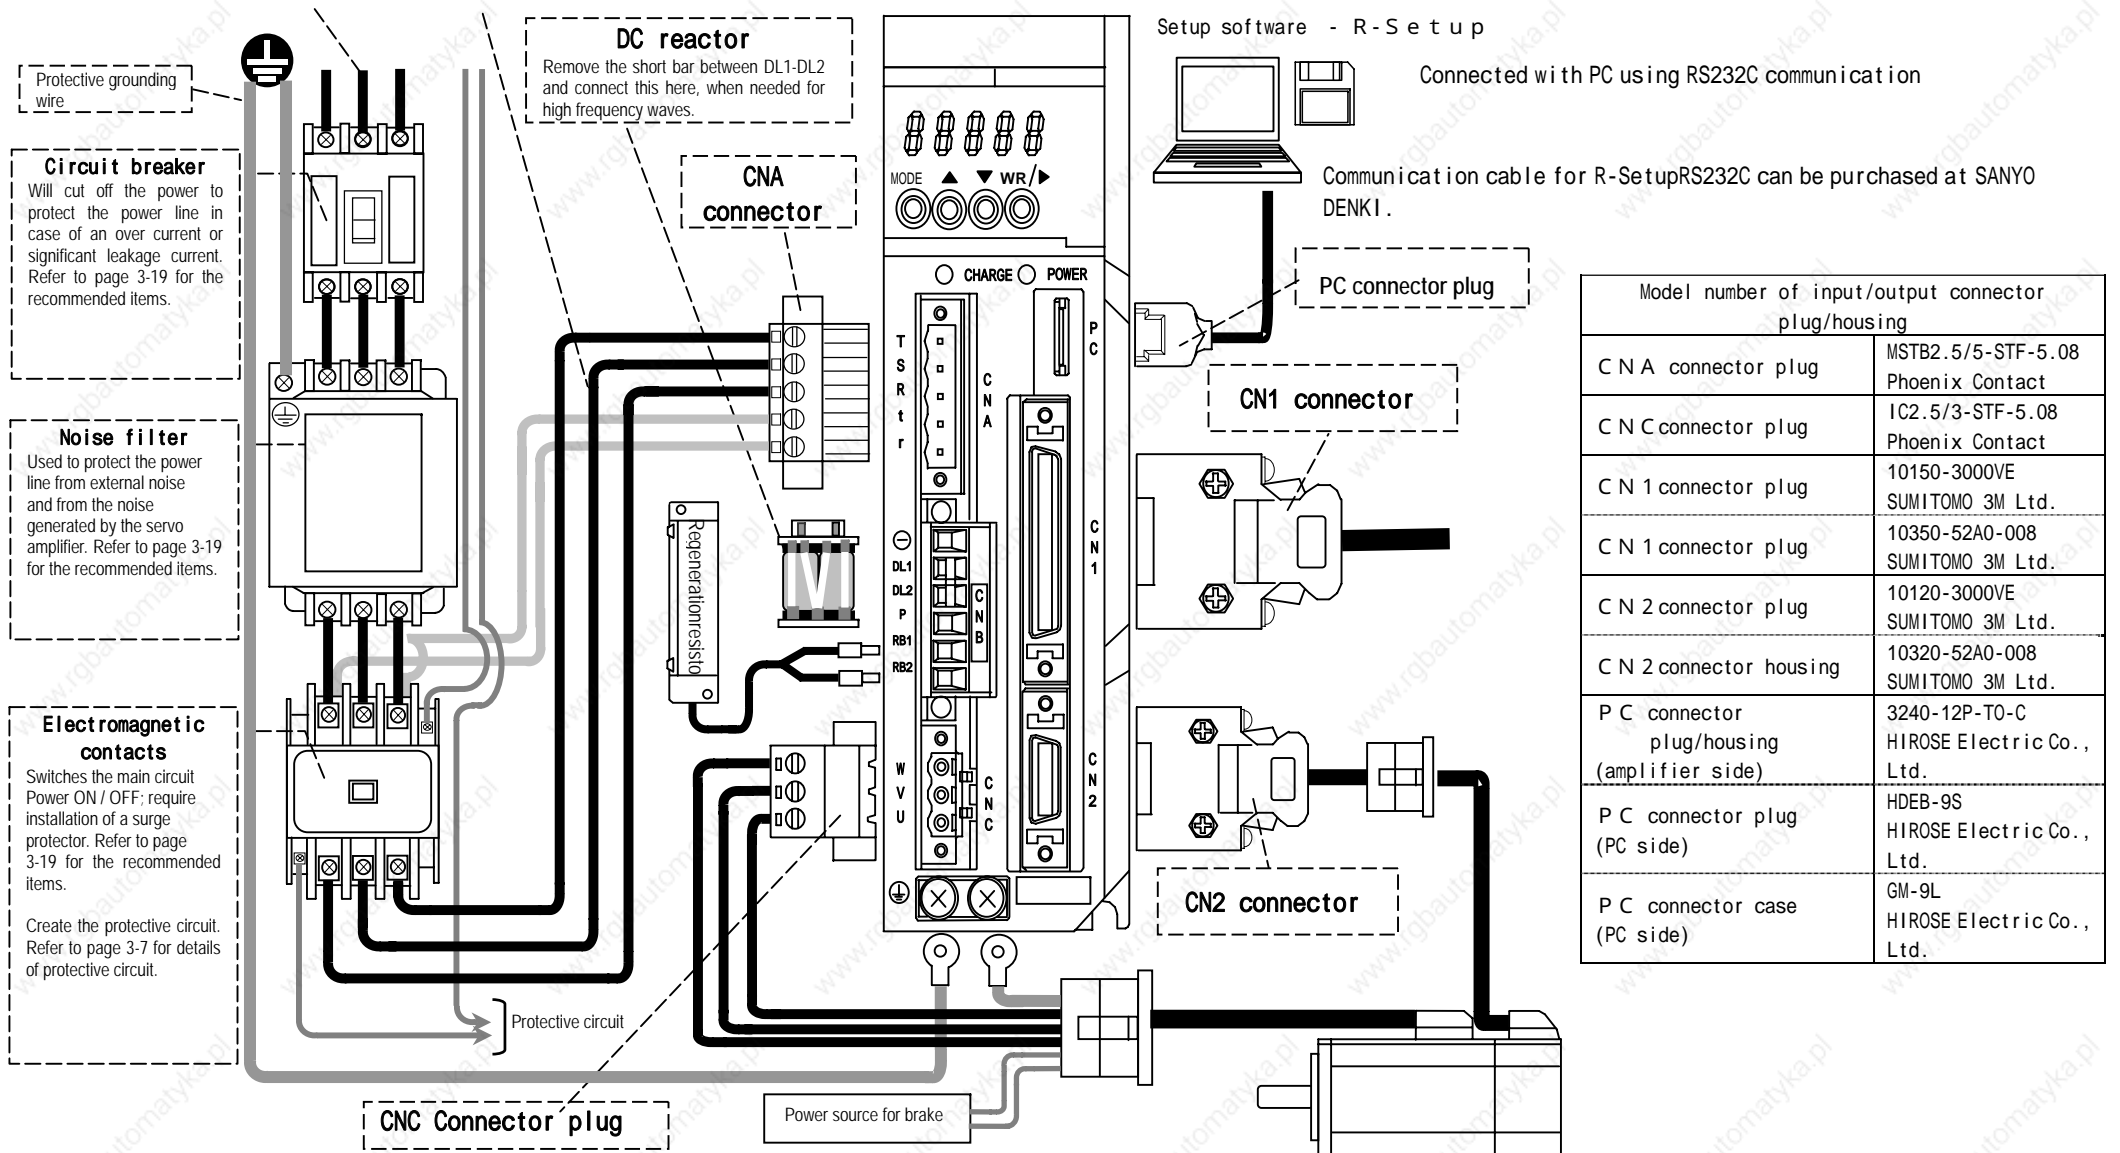 Setup software - R-Setup
Connected with PC using RS232C communication
Communication cable for R-SetupRS232C can be purchased at SANYO
DENKI.
Protective grounding
wire
Circuit breaker
Will cut off the power to
protect the power line in
case of an over current or
significant leakage current.
Refer to page 3-19 for the
recommended items.
Noise filter
Used to protect the power
line from external noise
and from the noise
generated by the servo
amplifier. Refer to page 3-19
for the recommended items.
Electromagnetic
contacts
Switches the main circuit
Power ON / OFF; require
installation of a surge
protector. Refer to page
3-19 for the recommended
items.
Create the protective circuit.
Refer to page 3-7 for details
of protective circuit.
DC reactor
Remove the short bar between DL1-DL2
and connect this here, when needed for
high frequency waves.
CNA
connector
Regenerationresisto
Protective circuit
CNC Connector plug
Power source for brake
MODE ▲ ▼ WR/▶
CHARGE POWER
T
S
R
t
r
CNA
PC
⊖
DL1
DL2
P
RB1
RB2
CNB
CN1
W
V
U
CNC
CN2
PC connector plug
CN1 connector
CN2 connector
Model number of input/output connector
plug/housing
CNA connector plug
MSTB2.5/5-STF-5.08
Phoenix Contact
CNC connector plug
IC2.5/3-STF-5.08
Phoenix Contact
CN1 connector plug
10150-3000VE
SUMITOMO 3M Ltd.
CN1 connector plug
10350-52A0-008
SUMITOMO 3M Ltd.
CN2 connector plug
10120-3000VE
SUMITOMO 3M Ltd.
CN2 connector housing
10320-52A0-008
SUMITOMO 3M Ltd.
PC connector
plug/housing
(amplifier side)
3240-12P-TO-C
HIROSE Electric Co.,
Ltd.
PC connector plug
(PC side)
HDEB-9S
HIROSE Electric Co.,
Ltd.
PC connector case
(PC side)
GM-9L
HIROSE Electric Co.,
Ltd.
www.rgbautomatyka.pl